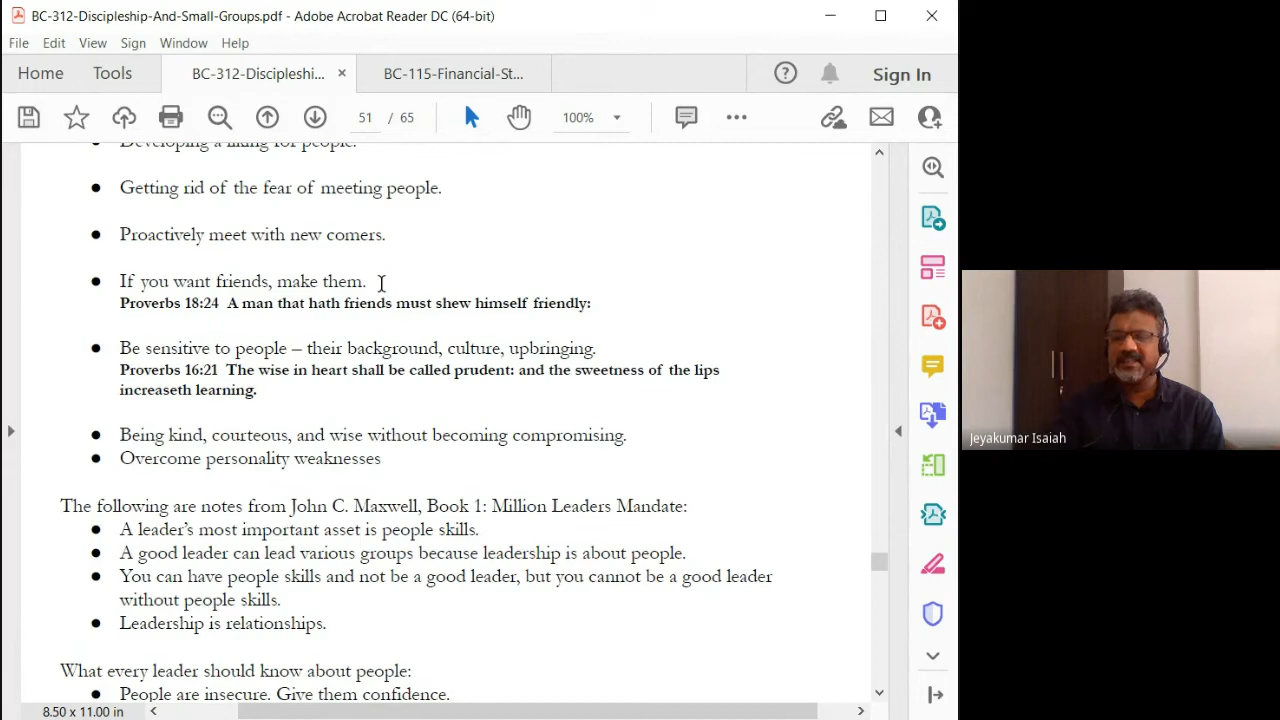 BC-312-Discipleship-And-Small-Groups.pdf - Adobe Acrobat Reader DC (64-bit)
File Edit View Sign Window Help
Home Tools BC-312-Discipleshi... × BC-115-Financial-St... Sign In
51 / 65 100%
Developing a liking for people.
● Getting rid of the fear of meeting people.
● Proactively meet with new comers.
● If you want friends, make them.
Proverbs 18:24 A man that hath friends must shew himself friendly:
● Be sensitive to people – their background, culture, upbringing.
Proverbs 16:21 The wise in heart shall be called prudent: and the sweetness of the lips
increaseth learning.
● Being kind, courteous, and wise without becoming compromising.
● Overcome personality weaknesses
The following are notes from John C. Maxwell, Book 1: Million Leaders Mandate:
● A leader’s most important asset is people skills.
● A good leader can lead various groups because leadership is about people.
● You can have people skills and not be a good leader, but you cannot be a good leader
without people skills.
● Leadership is relationships.
What every leader should know about people:
● People are insecure. Give them confidence.
8.50 x 11.00 in
Jeyakumar Isaiah